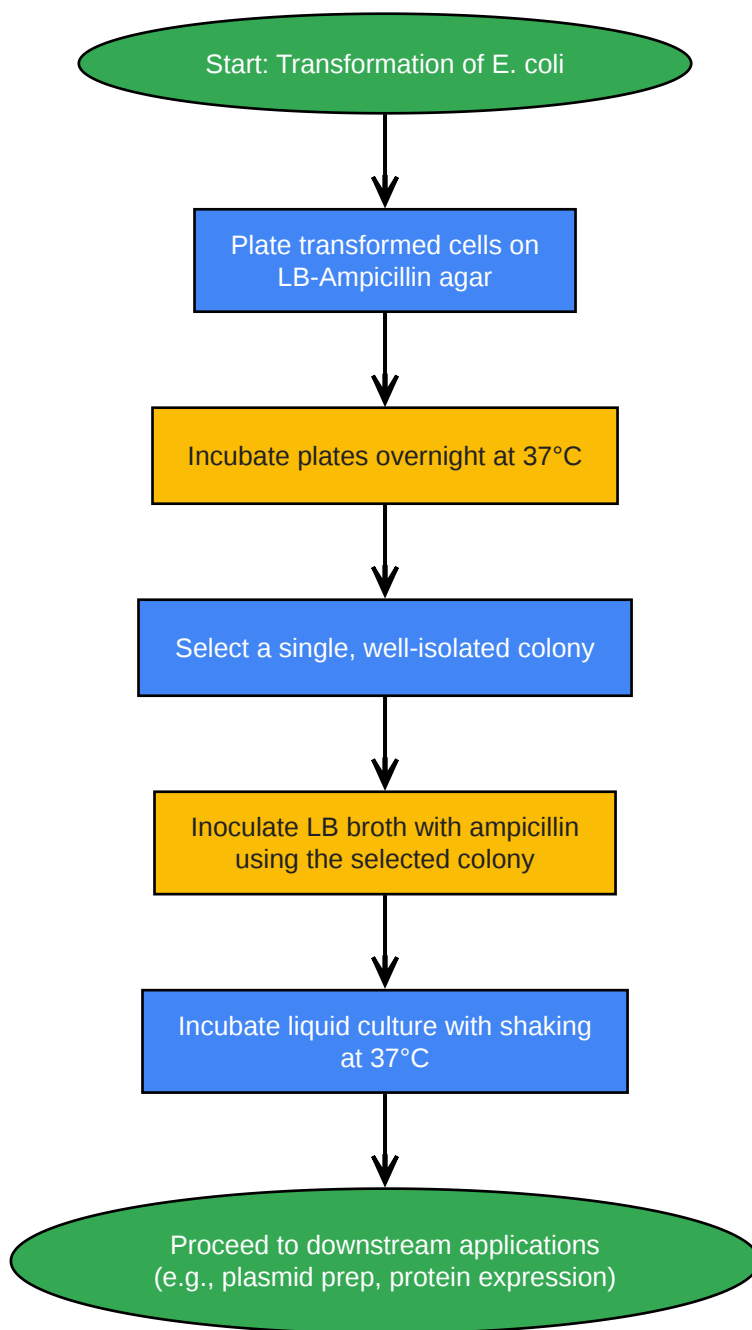 Start: Transformation of E. coli
Plate transformed cells on
LB-Ampicillin agar
Incubate plates overnight at 37°C
Select a single, well-isolated colony
Inoculate LB broth with ampicillin
using the selected colony
Incubate liquid culture with shaking
at 37°C
Proceed to downstream applications
(e.g., plasmid prep, protein expression)